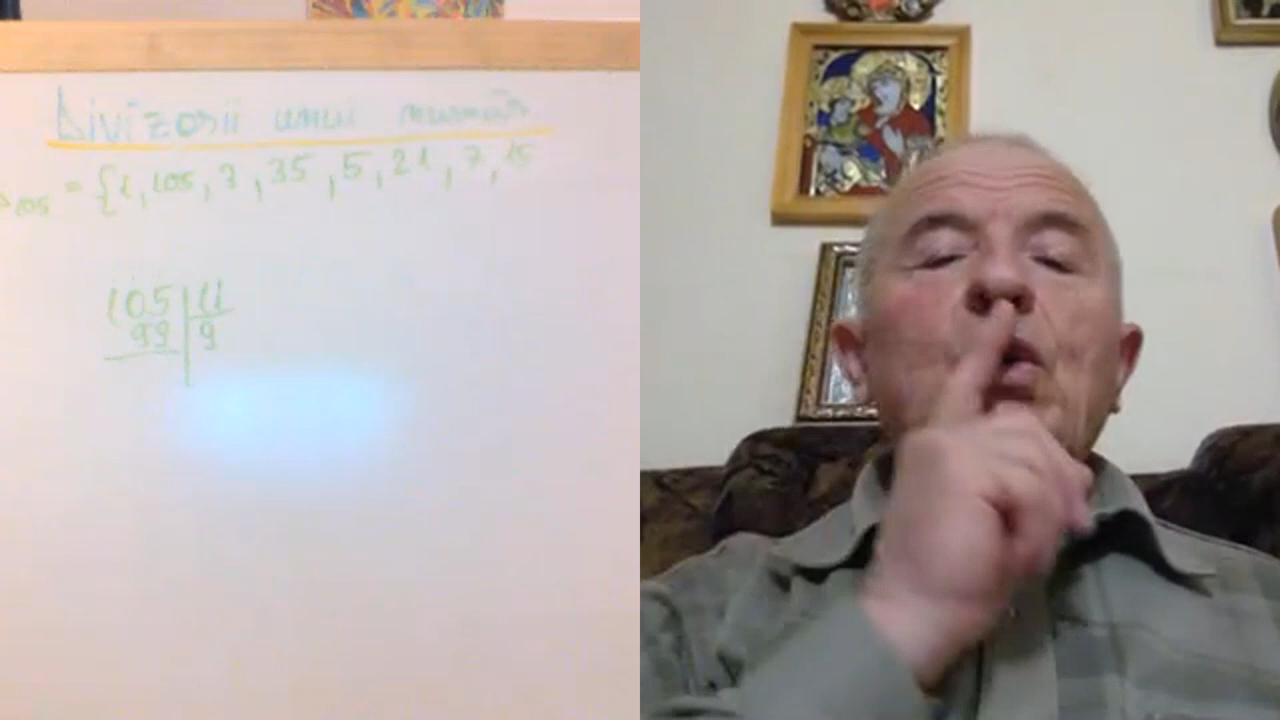 Divizorii unui număr
D105 = {1, 105, 3, 35, 5, 21, 7, 15
105 | 11
99 | 9